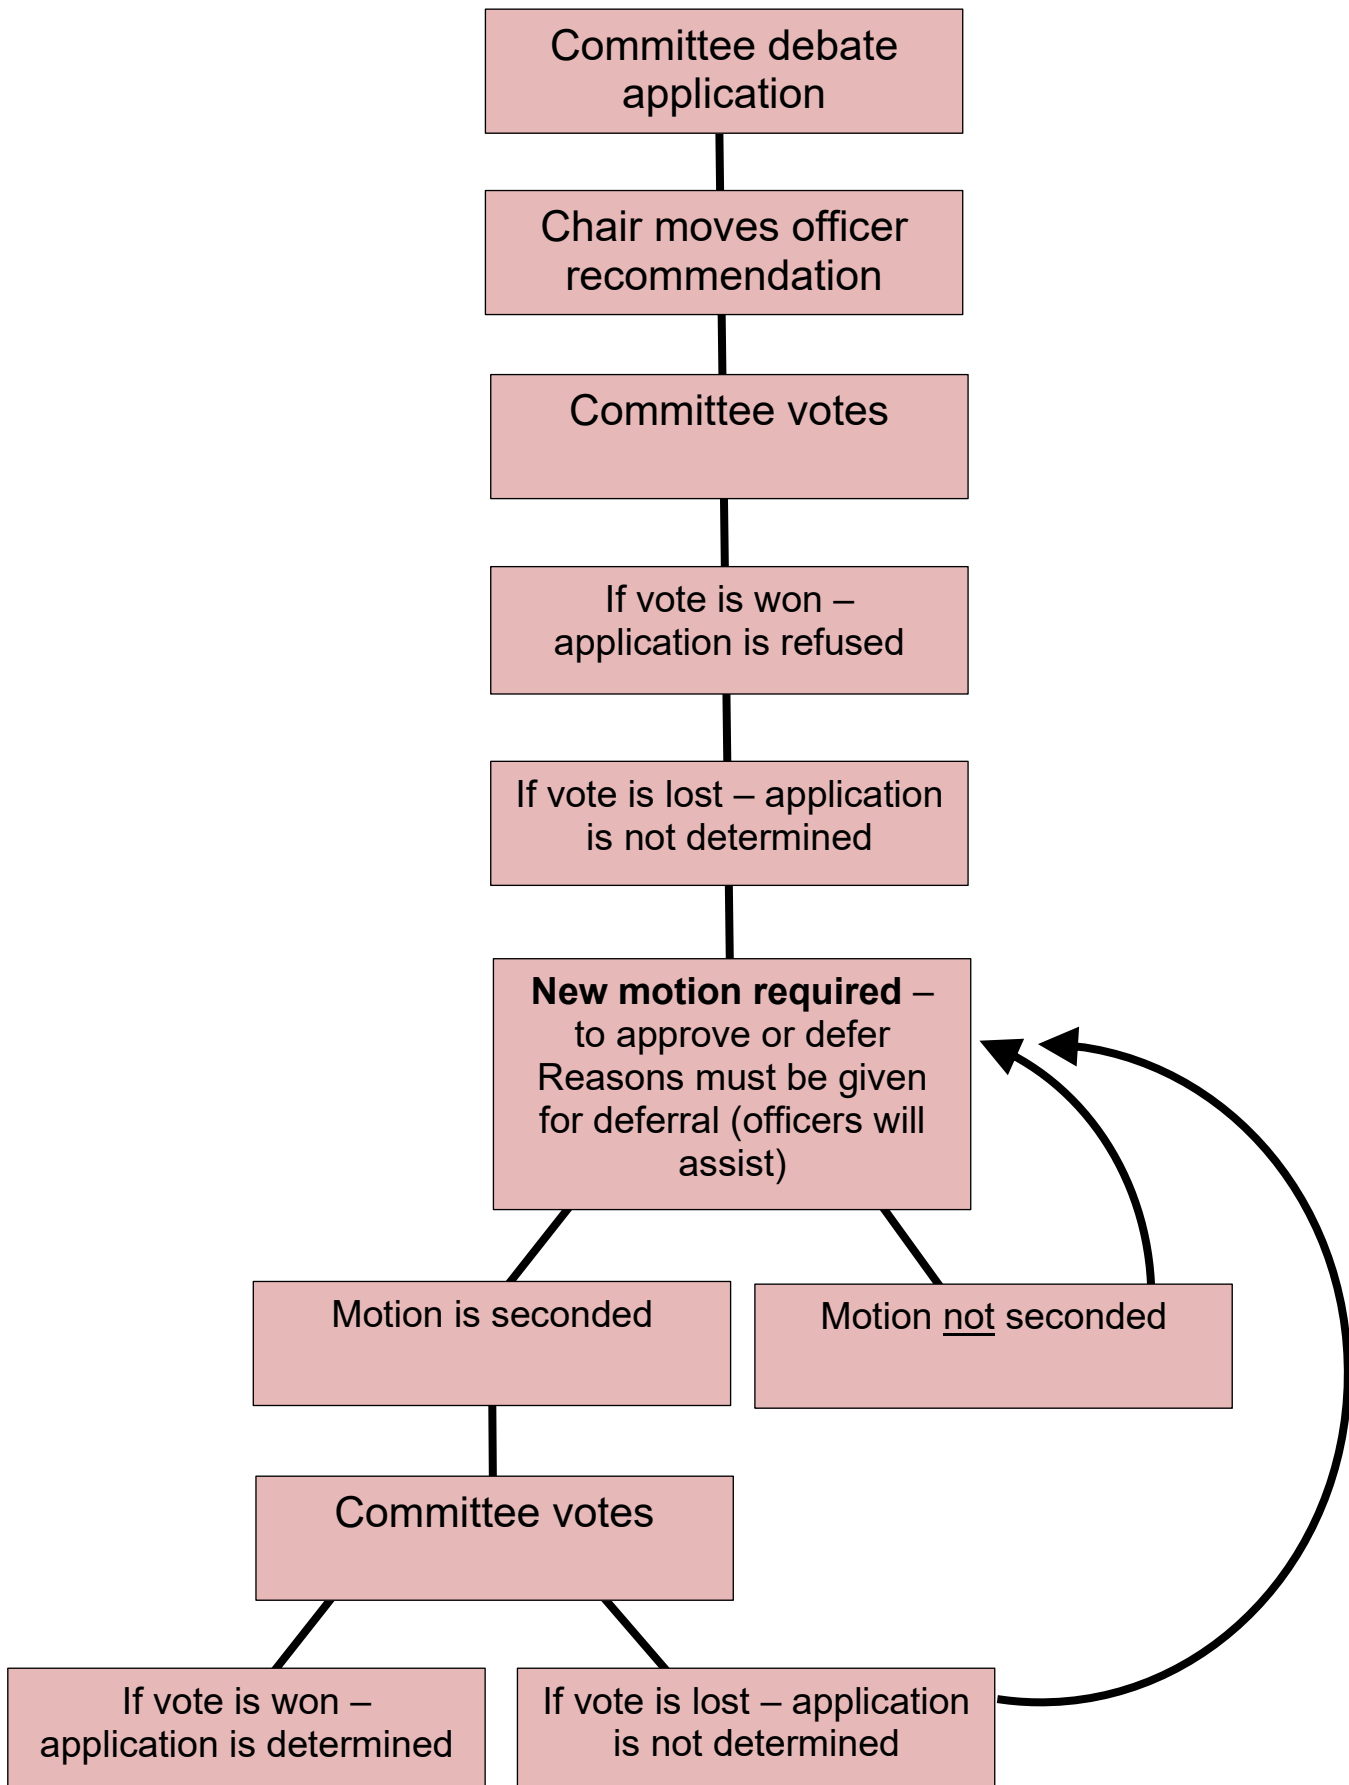 Committee debate
application
Chair moves officer
recommendation
Committee votes
If vote is won –
application is refused
If vote is lost – application
is not determined
New motion required –
to approve or defer
Reasons must be given
for deferral (officers will
assist)
Motion is seconded
Motion not seconded
Committee votes
If vote is won –
application is determined
If vote is lost – application
is not determined